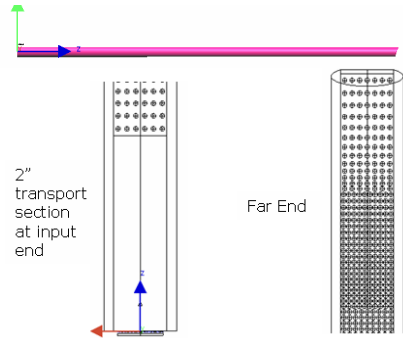 z
2”
transport
section
at input
end
z
Far End